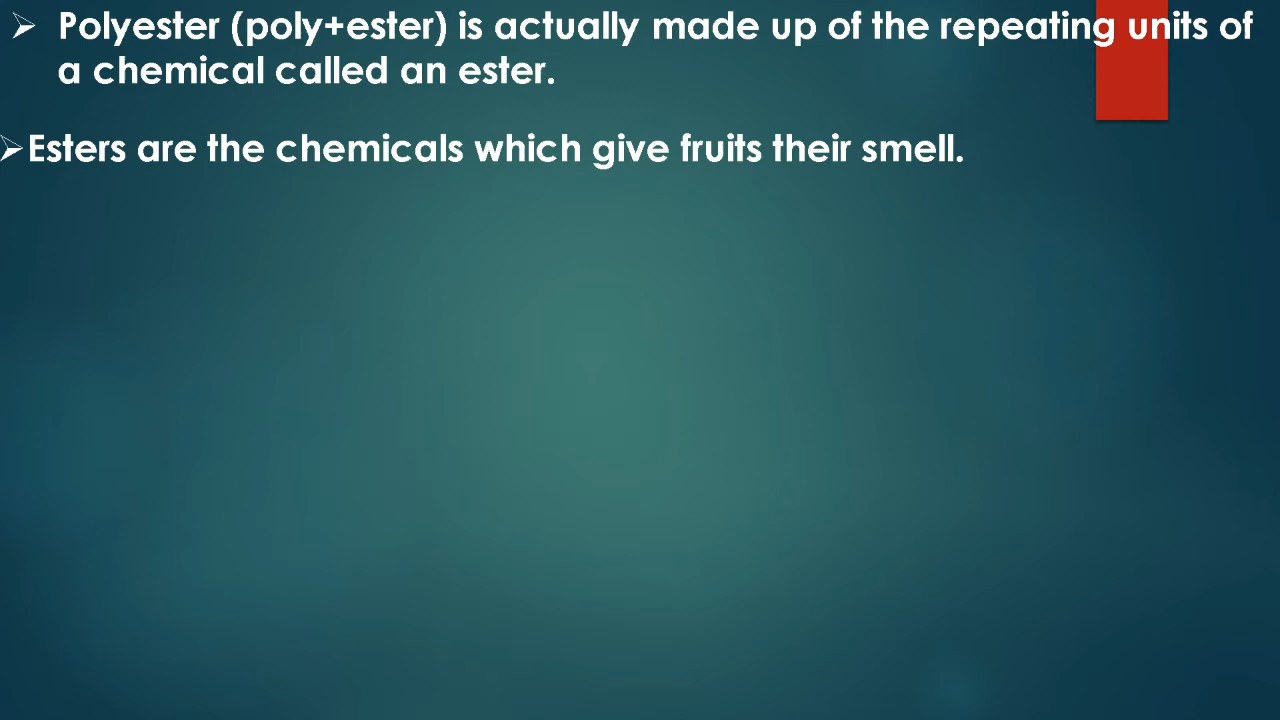 ➢ Polyester (poly+ester) is actually made up of the repeating units of
a chemical called an ester.
➢Esters are the chemicals which give fruits their smell.